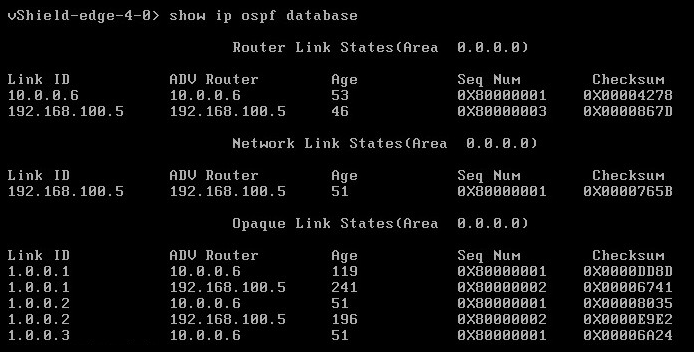 vShield-edge-4-0> show ip ospf database
Router Link States(Area  0.0.0.0)
Link ID ADV Router Age Seq Num Checksum
10.0.0.6 10.0.0.6 53 0X80000001 0X00004278
192.168.100.5 192.168.100.5 46 0X80000003 0X0000867D
Network Link States(Area  0.0.0.0)
Link ID ADV Router Age Seq Num Checksum
192.168.100.5 192.168.100.5 51 0X80000001 0X0000765B
Opaque Link States(Area  0.0.0.0)
Link ID ADV Router Age Seq Num Checksum
1.0.0.1 10.0.0.6 119 0X80000001 0X0000DD8D
1.0.0.1 192.168.100.5 241 0X80000002 0X00006741
1.0.0.2 10.0.0.6 51 0X80000001 0X00008035
1.0.0.2 192.168.100.5 196 0X80000002 0X0000E9E2
1.0.0.3 10.0.0.6 51 0X80000001 0X00006A24